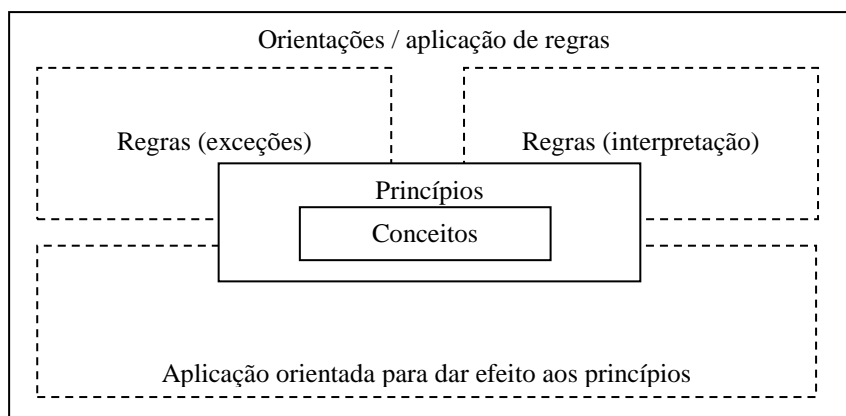 Orientações / aplicação de regras
Regras (exceções)
Regras (interpretação)
Princípios
Conceitos
Aplicação orientada para dar efeito aos princípios